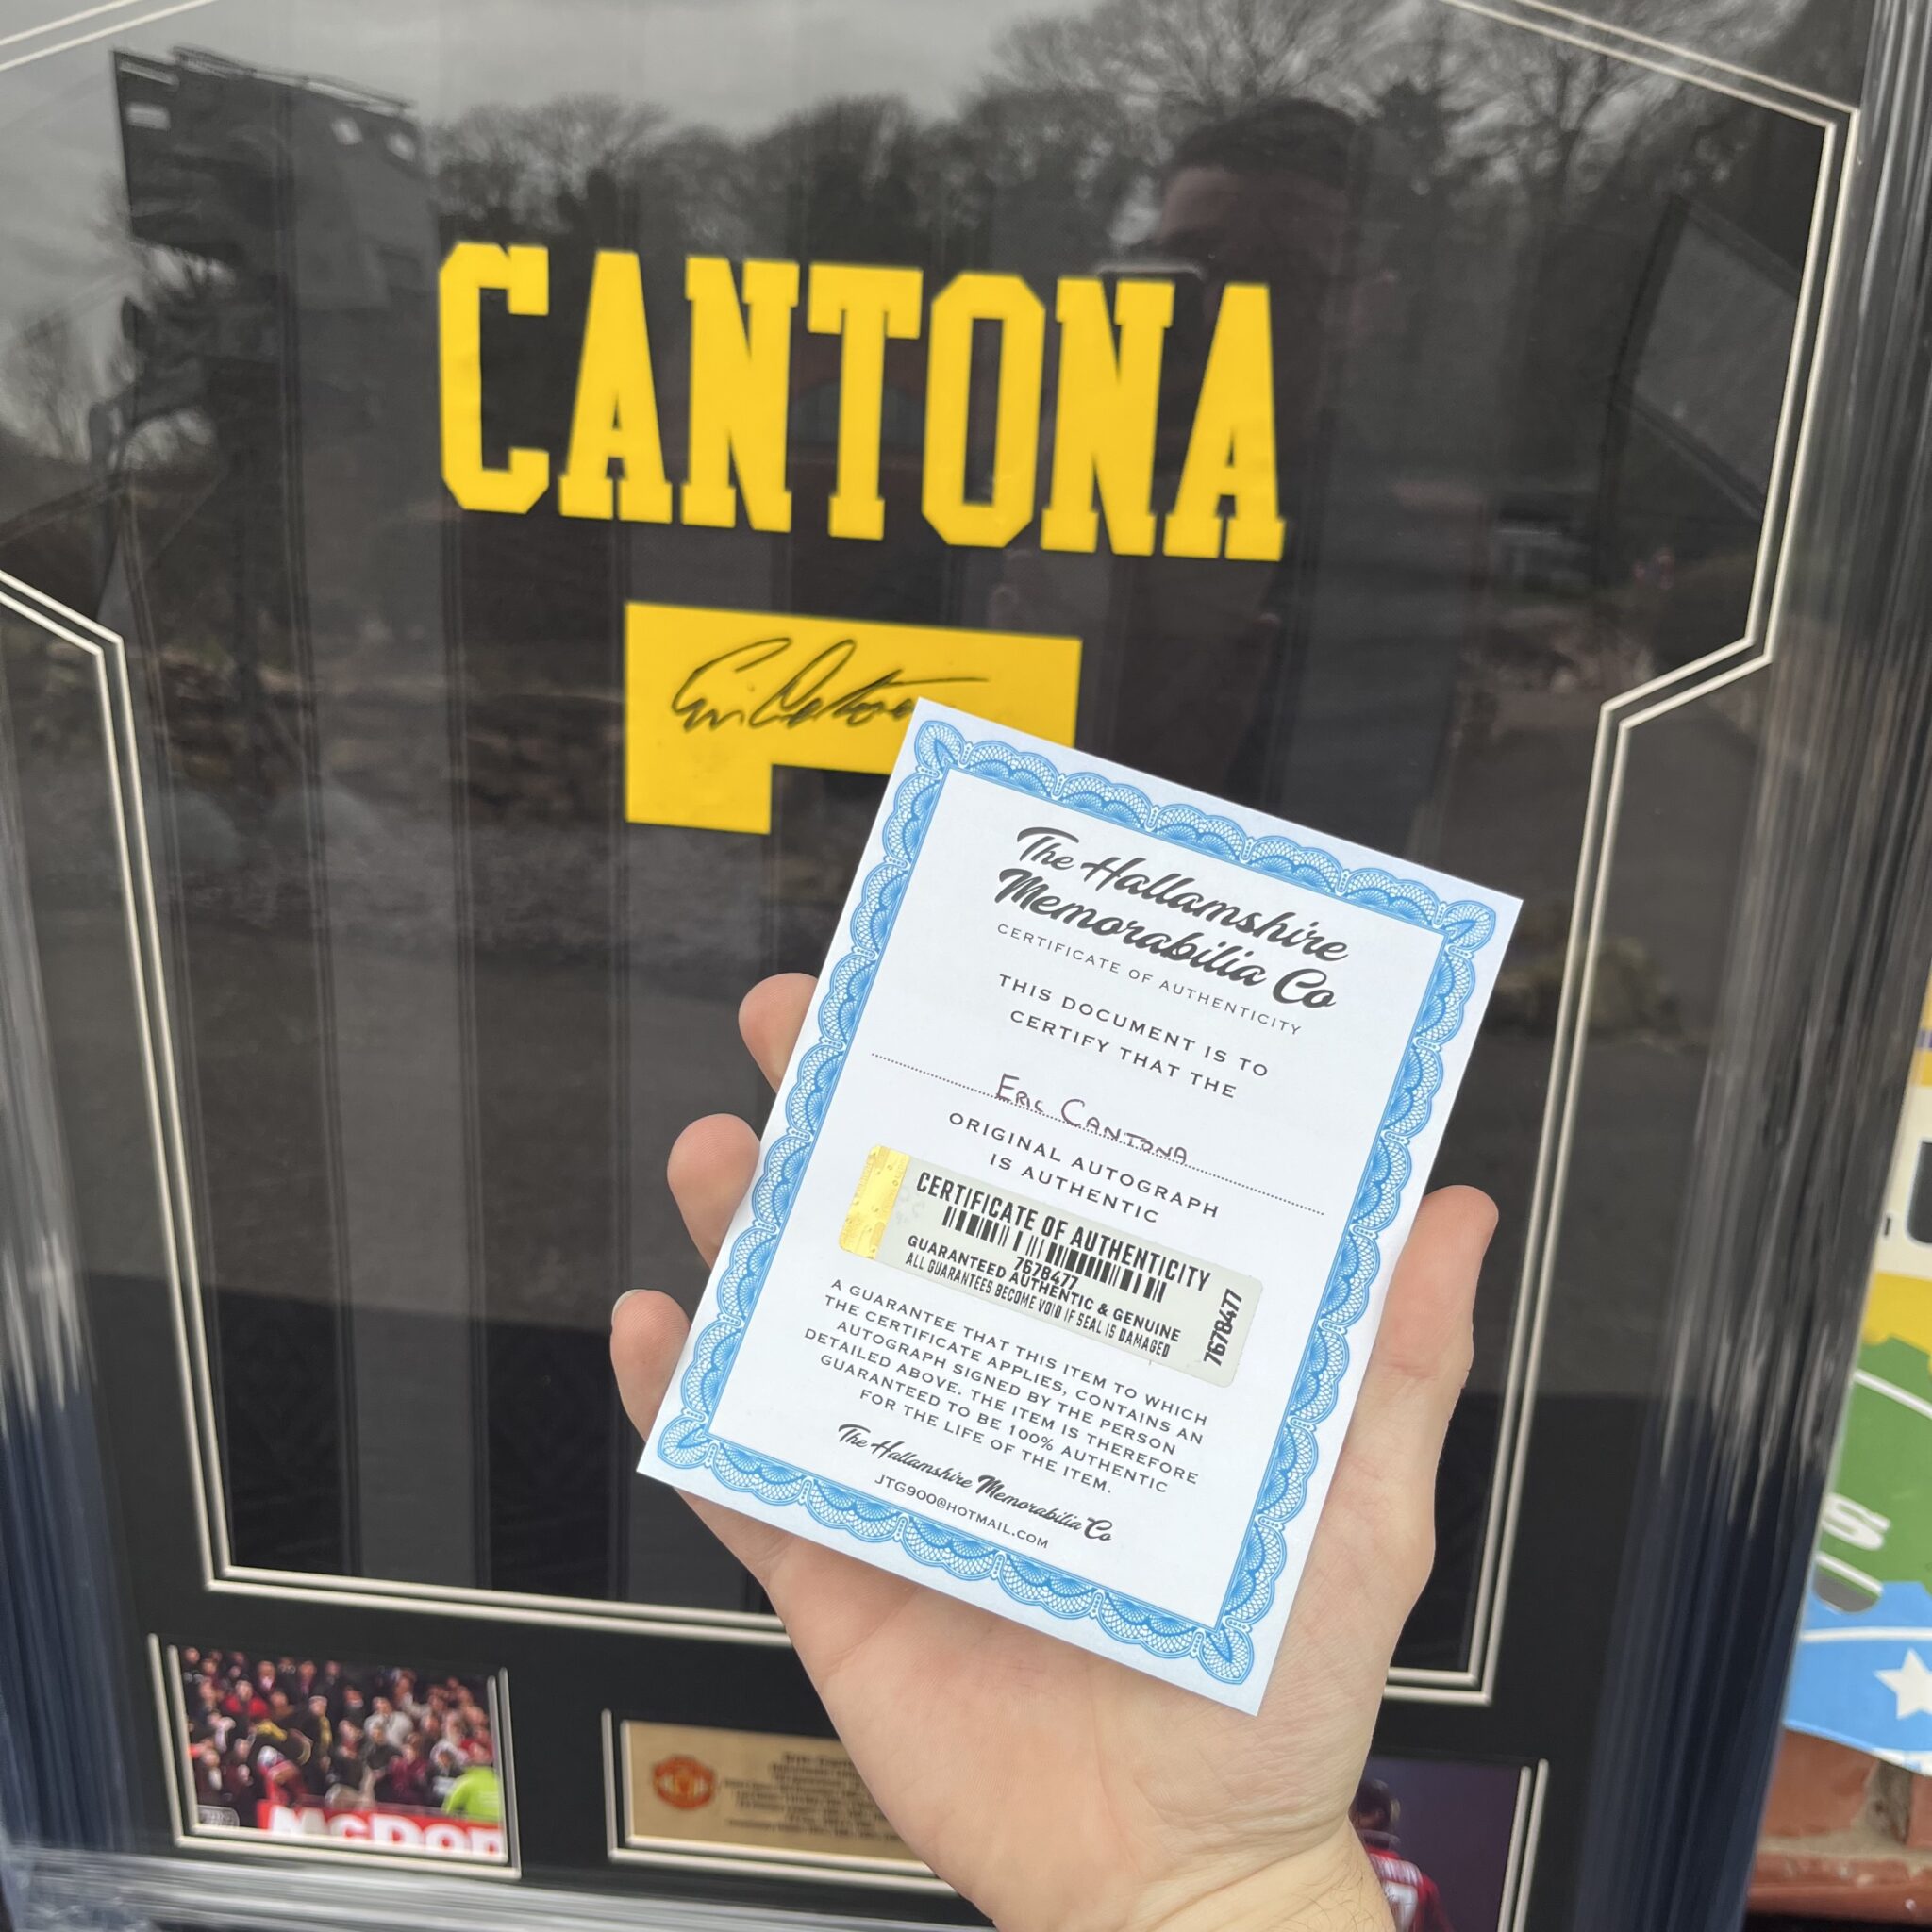 CANTONA
Eric Cantona
The Hallamshire
Memorabilia Co
CERTIFICATE OF AUTHENTICITY
THIS DOCUMENT IS TO
CERTIFY THAT THE
ERIC CANTONA
ORIGINAL AUTOGRAPH
IS AUTHENTIC
CERTIFICATE OF AUTHENTICITY
7678477
GUARANTEED AUTHENTIC & GENUINE
ALL GUARANTEES BECOME VOID IF SEAL IS DAMAGED
7678477
A GUARANTEE THAT THIS ITEM TO WHICH
THE CERTIFICATE APPLIES, CONTAINS AN
AUTOGRAPH SIGNED BY THE PERSON
DETAILED ABOVE. THE ITEM IS THEREFORE
GUARANTEED TO BE 100% AUTHENTIC
FOR THE LIFE OF THE ITEM.
The Hallamshire Memorabilia Co
JTG900@HOTMAIL.COM
McDon